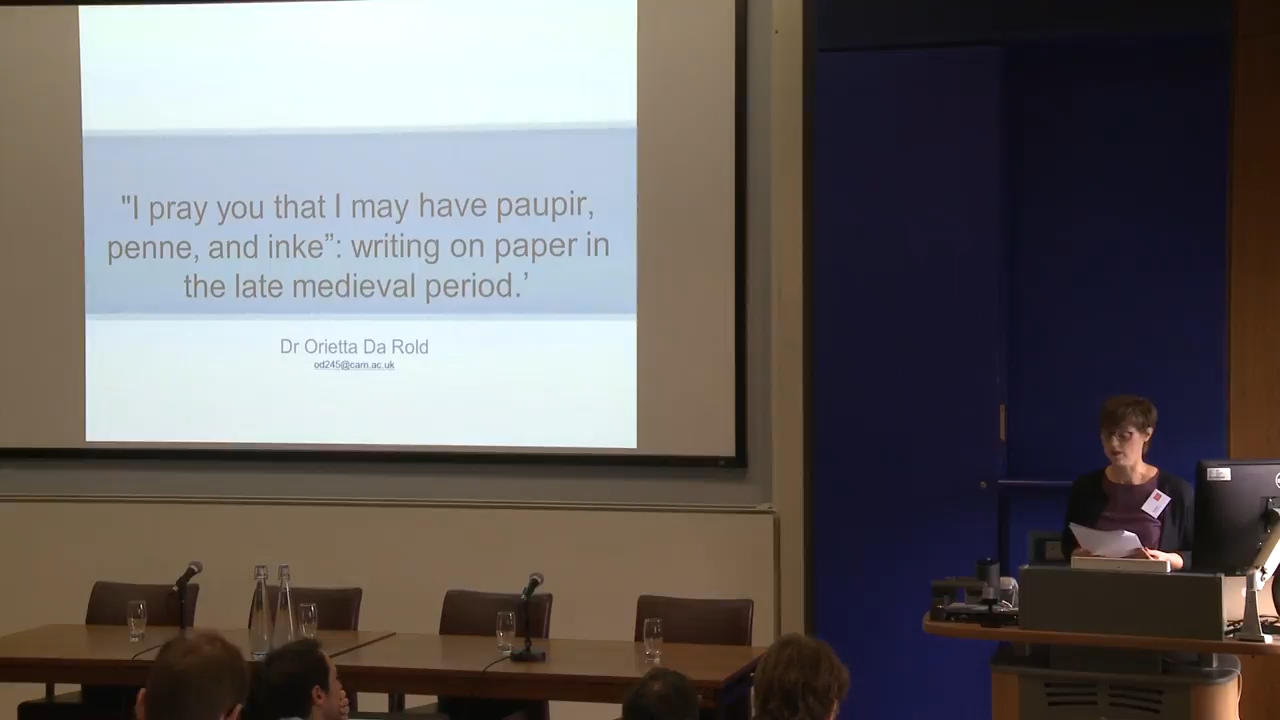 "I pray you that I may have paupir,
penne, and inke”: writing on paper in
the late medieval period.’
Dr Orietta Da Rold
od245@cam.ac.uk